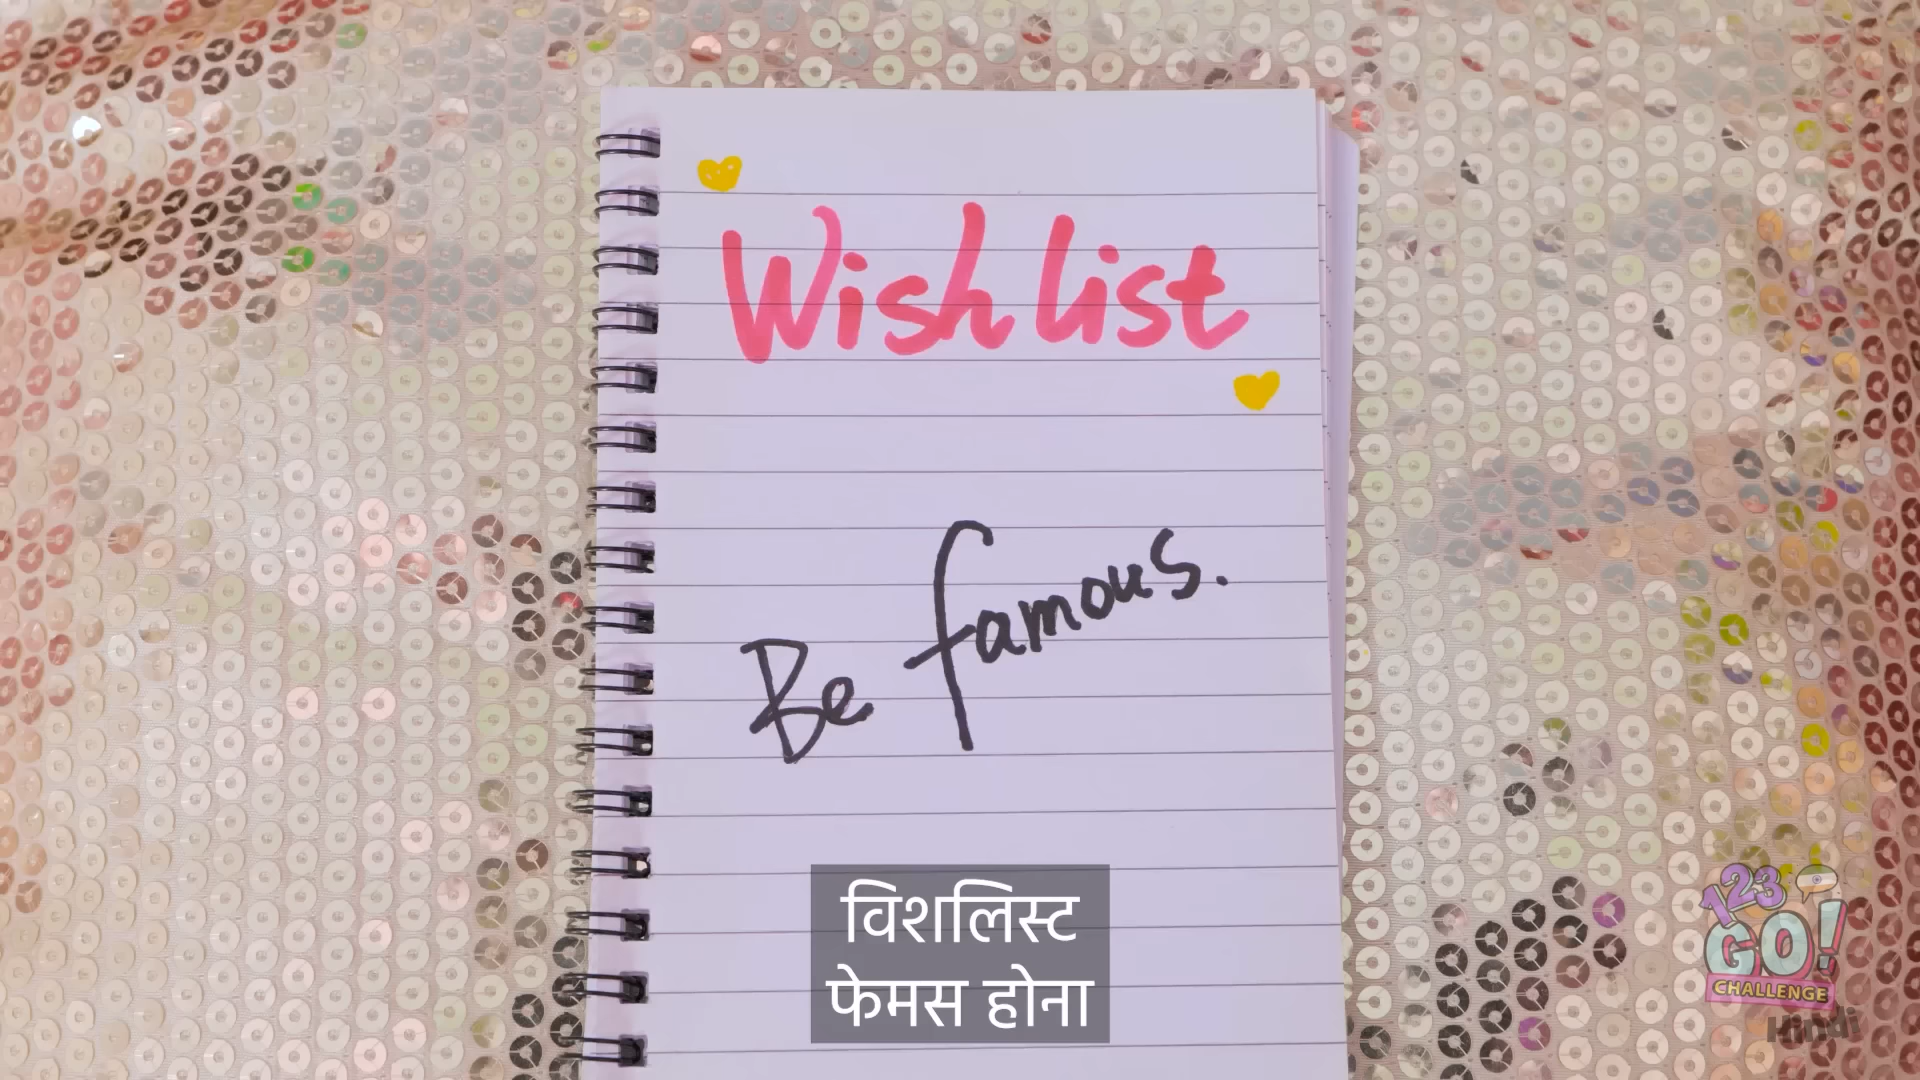 Wish list
Be famous.
विशलिस्ट
फेमस होना
123
GO!
CHALLENGE
Hindi